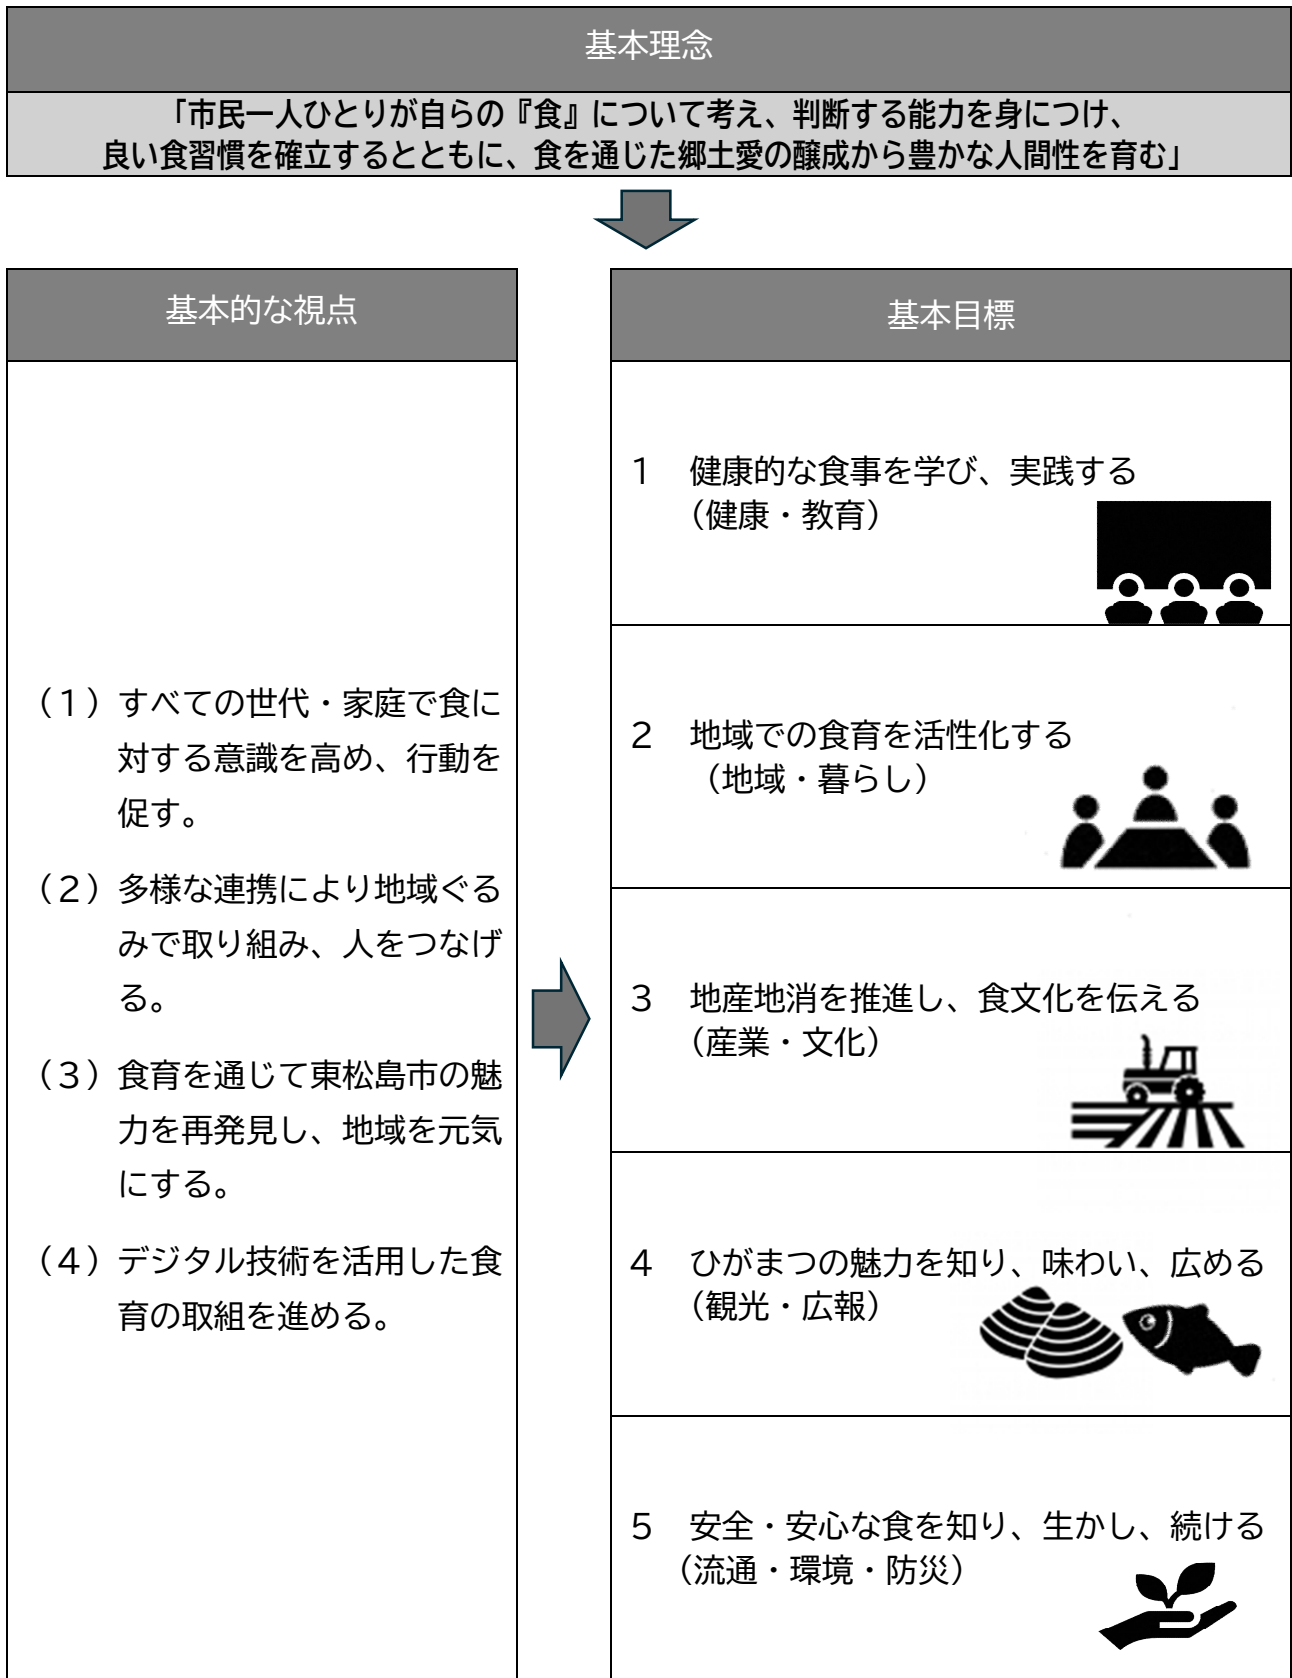 基本理念
「市民一人ひとりが自らの『食』について考え、判断する能力を身につけ、
良い食習慣を確立するとともに、食を通じた郷土愛の醸成から豊かな人間性を育む」
基本的な視点
（１）すべての世代・家庭で食に
対する意識を高め、行動を
促す。
（２）多様な連携により地域ぐる
みで取り組み、人をつなげ
る。
（３）食育を通じて東松島市の魅
力を再発見し、地域を元気
にする。
（４）デジタル技術を活用した食
育の取組を進める。
基本目標
１　健康的な食事を学び、実践する
（健康・教育）
２　地域での食育を活性化する
（地域・暮らし）
３　地産地消を推進し、食文化を伝える
（産業・文化）
４　ひがまつの魅力を知り、味わい、広める
（観光・広報）
５　安全・安心な食を知り、生かし、続ける
（流通・環境・防災）